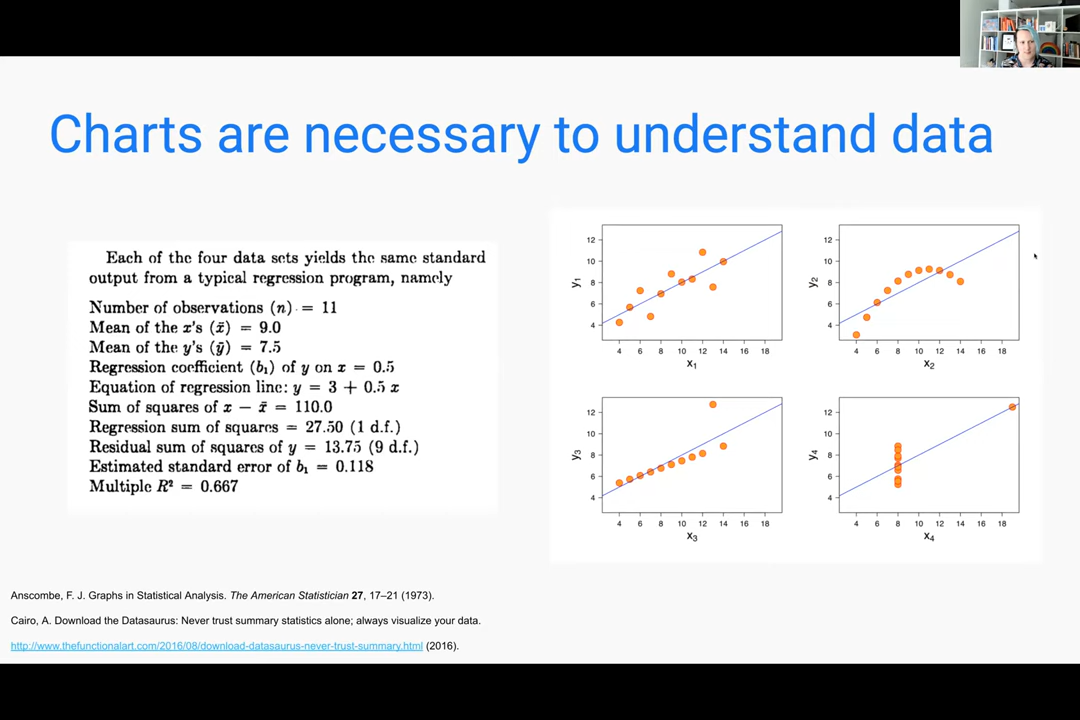 Charts are necessary to understand data
Each of the four data sets yields the same standard
output from a typical regression program, namely
Number of observations (n) = 11
Mean of the x's (x̄) = 9.0
Mean of the y's (ȳ) = 7.5
Regression coefficient (b₁) of y on x = 0.5
Equation of regression line: y = 3 + 0.5 x
Sum of squares of x − x̄ = 110.0
Regression sum of squares = 27.50 (1 d.f.)
Residual sum of squares of y = 13.75 (9 d.f.)
Estimated standard error of b₁ = 0.118
Multiple R² = 0.667
12
10
8
6
4
y₁
4 6 8 10 12 14 16 18
x₁
12
10
8
6
4
y₂
4 6 8 10 12 14 16 18
x₂
12
10
8
6
4
y₃
4 6 8 10 12 14 16 18
x₃
12
10
8
6
4
y₄
4 6 8 10 12 14 16 18
x₄
Anscombe, F. J. Graphs in Statistical Analysis. The American Statistician 27, 17–21 (1973).
Cairo, A. Download the Datasaurus: Never trust summary statistics alone; always visualize your data.
http://www.thefunctionalart.com/2016/08/download-datasaurus-never-trust-summary.html (2016).